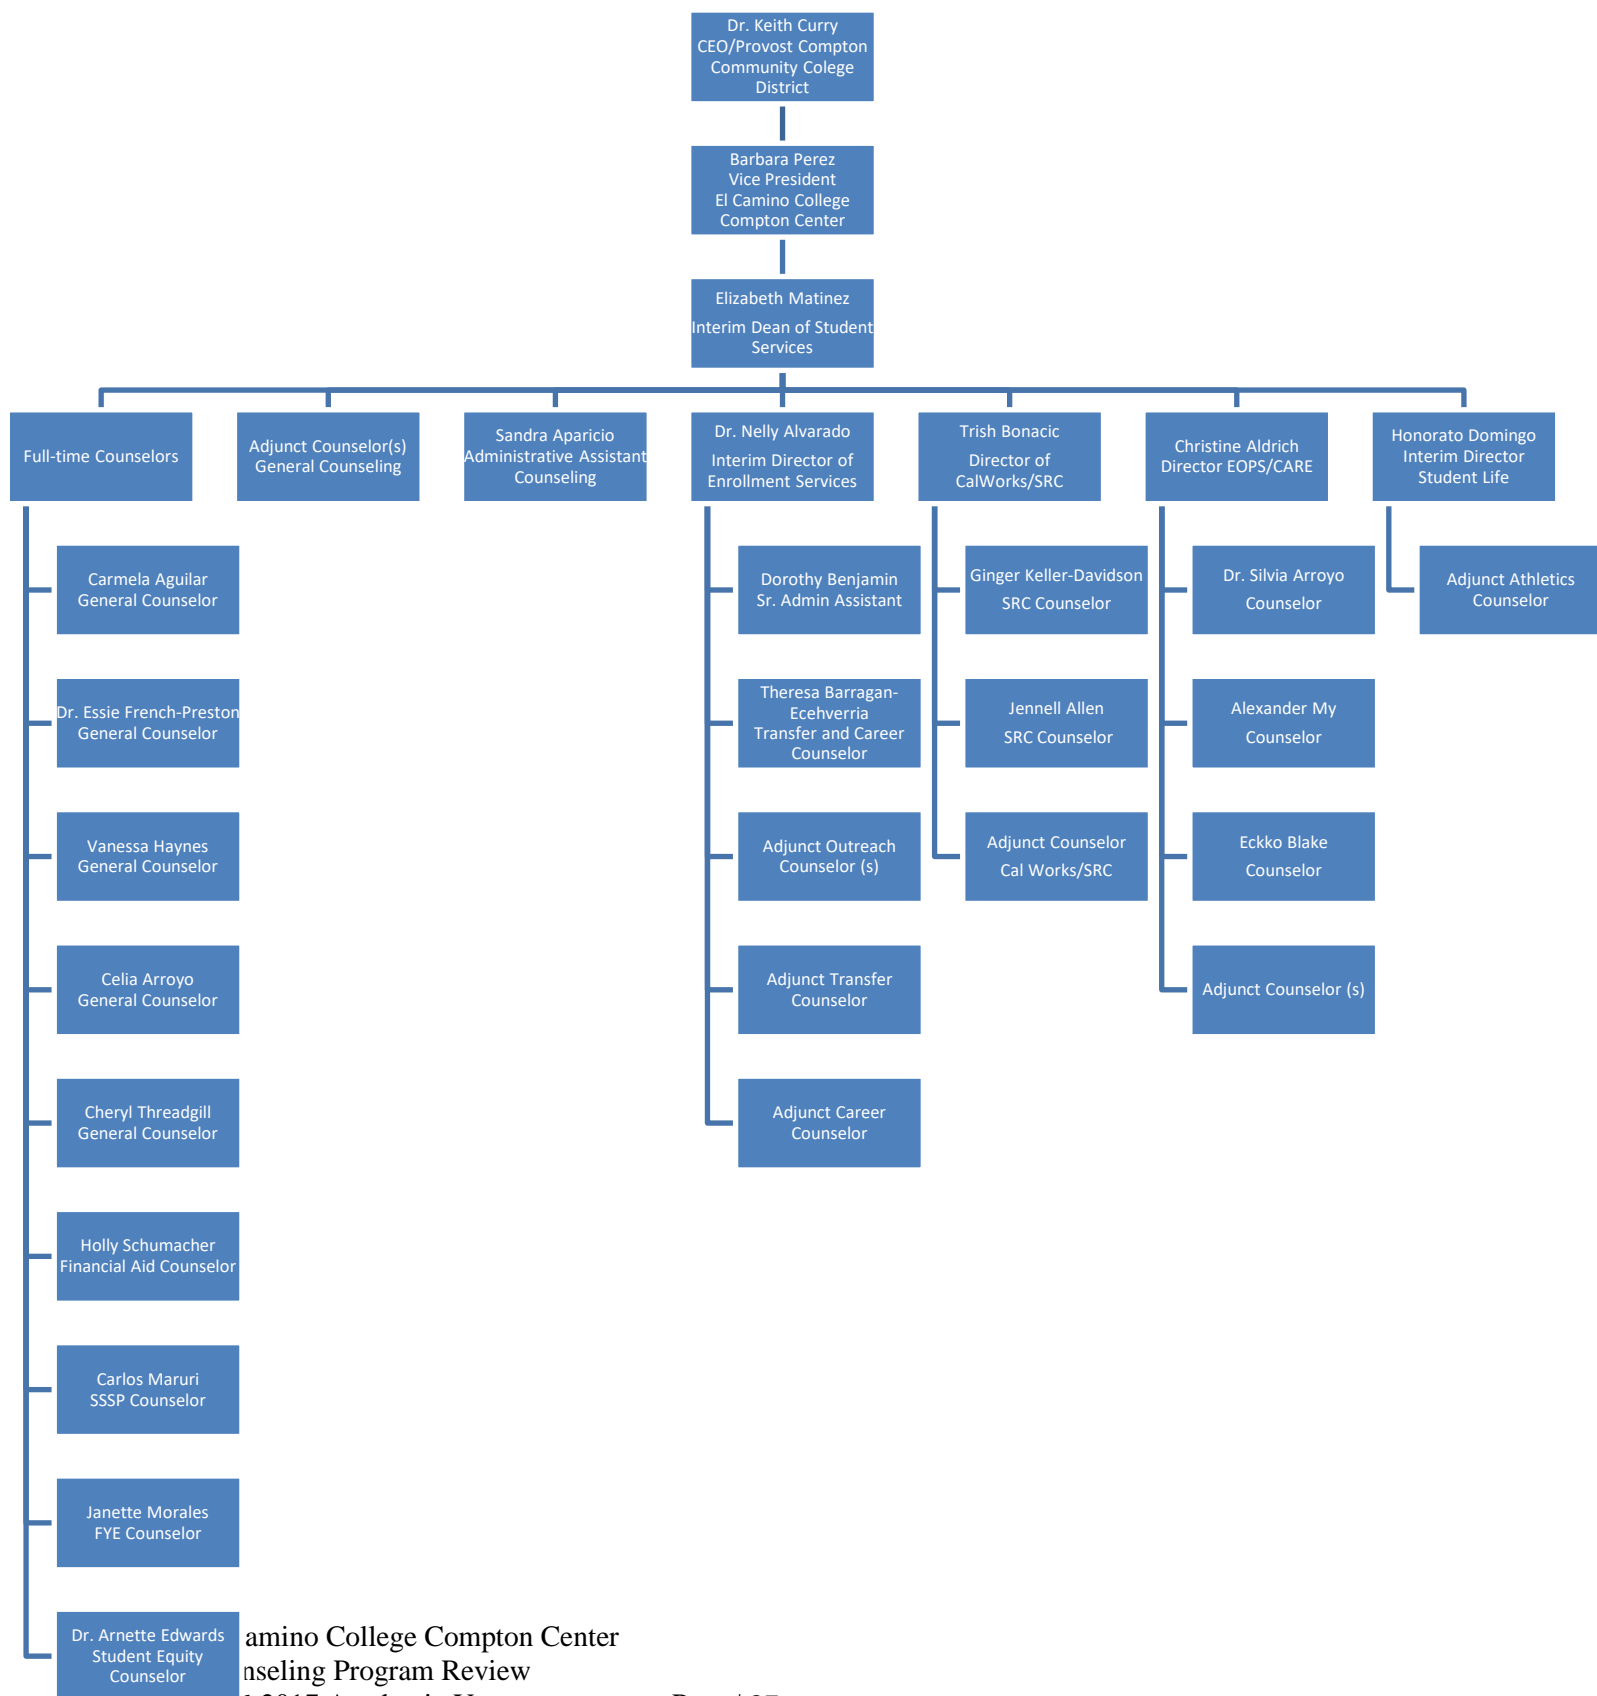 Dr. Keith Curry
CEO/Provost Compton
Community Colege
District
Barbara Perez
Vice President
El Camino College
Compton Center
Elizabeth Matinez
Interim Dean of Student
Services
Full-time Counselors
Adjunct Counselor(s)
General Counseling
Sandra Aparicio
Administrative Assistant
Counseling
Dr. Nelly Alvarado
Interim Director of
Enrollment Services
Trish Bonacic
Director of
CalWorks/SRC
Christine Aldrich
Director EOPS/CARE
Honorato Domingo
Interim Director
Student Life
Carmela Aguilar
General Counselor
Dr. Essie French-Preston
General Counselor
Vanessa Haynes
General Counselor
Celia Arroyo
General Counselor
Cheryl Threadgill
General Counselor
Holly Schumacher
Financial Aid Counselor
Carlos Maruri
SSSP Counselor
Janette Morales
FYE Counselor
Dr. Arnette Edwards
Student Equity
Counselor
Dorothy Benjamin
Sr. Admin Assistant
Theresa Barragan-
Ecehverria
Transfer and Career
Counselor
Adjunct Outreach
Counselor (s)
Adjunct Transfer
Counselor
Adjunct Career
Counselor
Ginger Keller-Davidson
SRC Counselor
Jennell Allen
SRC Counselor
Adjunct Counselor
Cal Works/SRC
Dr. Silvia Arroyo
Counselor
Alexander My
Counselor
Eckko Blake
Counselor
Adjunct Counselor (s)
Adjunct Athletics
Counselor
amino College Compton Center
nseling Program Review